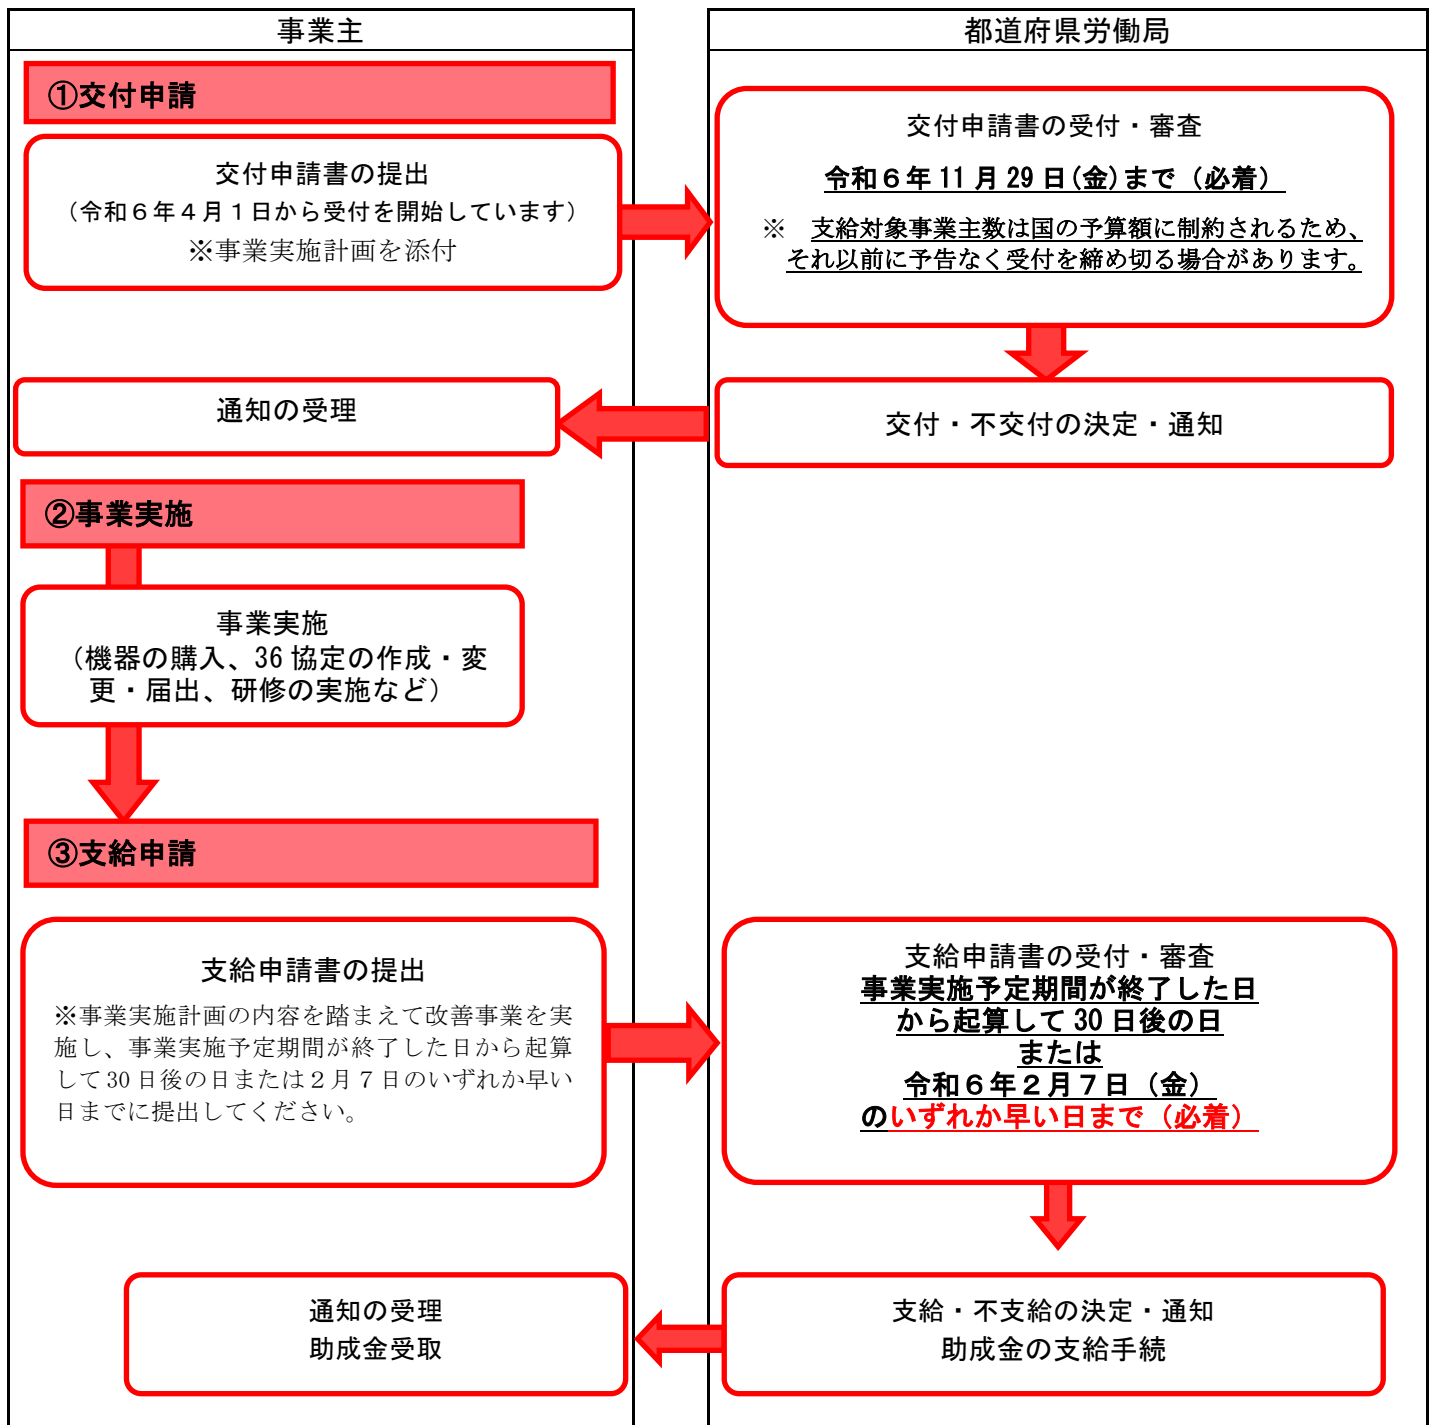 事業主
都道府県労働局
①交付申請
交付申請書の提出
（令和６年４月１日から受付を開始しています）
※事業実施計画を添付
交付申請書の受付・審査
令和６年 11 月 29 日(金)まで（必着）
※　支給対象事業主数は国の予算額に制約されるため、
それ以前に予告なく受付を締め切る場合があります。
通知の受理
交付・不交付の決定・通知
②事業実施
事業実施
（機器の購入、36 協定の作成・変
更・届出、研修の実施など）
③支給申請
支給申請書の提出
※事業実施計画の内容を踏まえて改善事業を実
施し、事業実施予定期間が終了した日から起算
して 30 日後の日または２月７日のいずれか早い
日までに提出してください。
支給申請書の受付・審査
事業実施予定期間が終了した日
から起算して 30 日後の日
または
令和６年２月７日（金）
のいずれか早い日まで（必着）
通知の受理
助成金受取
支給・不支給の決定・通知
助成金の支給手続